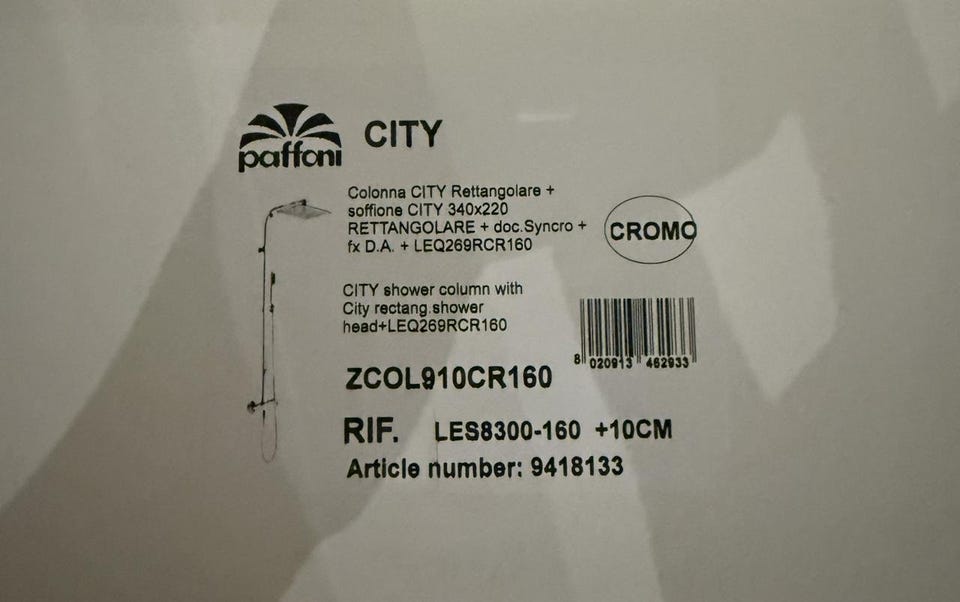 paffoni
CITY
Colonna CITY Rettangolare +
soffione CITY 340x220
RETTANGOLARE + doc.Syncro +
fx D.A. + LEQ269RCR160
CROMO
CITY shower column with
City rectang.shower
head+LEQ269RCR160
8 020913 462933
ZCOL910CR160
RIF. LES8300-160 +10CM
Article number: 9418133